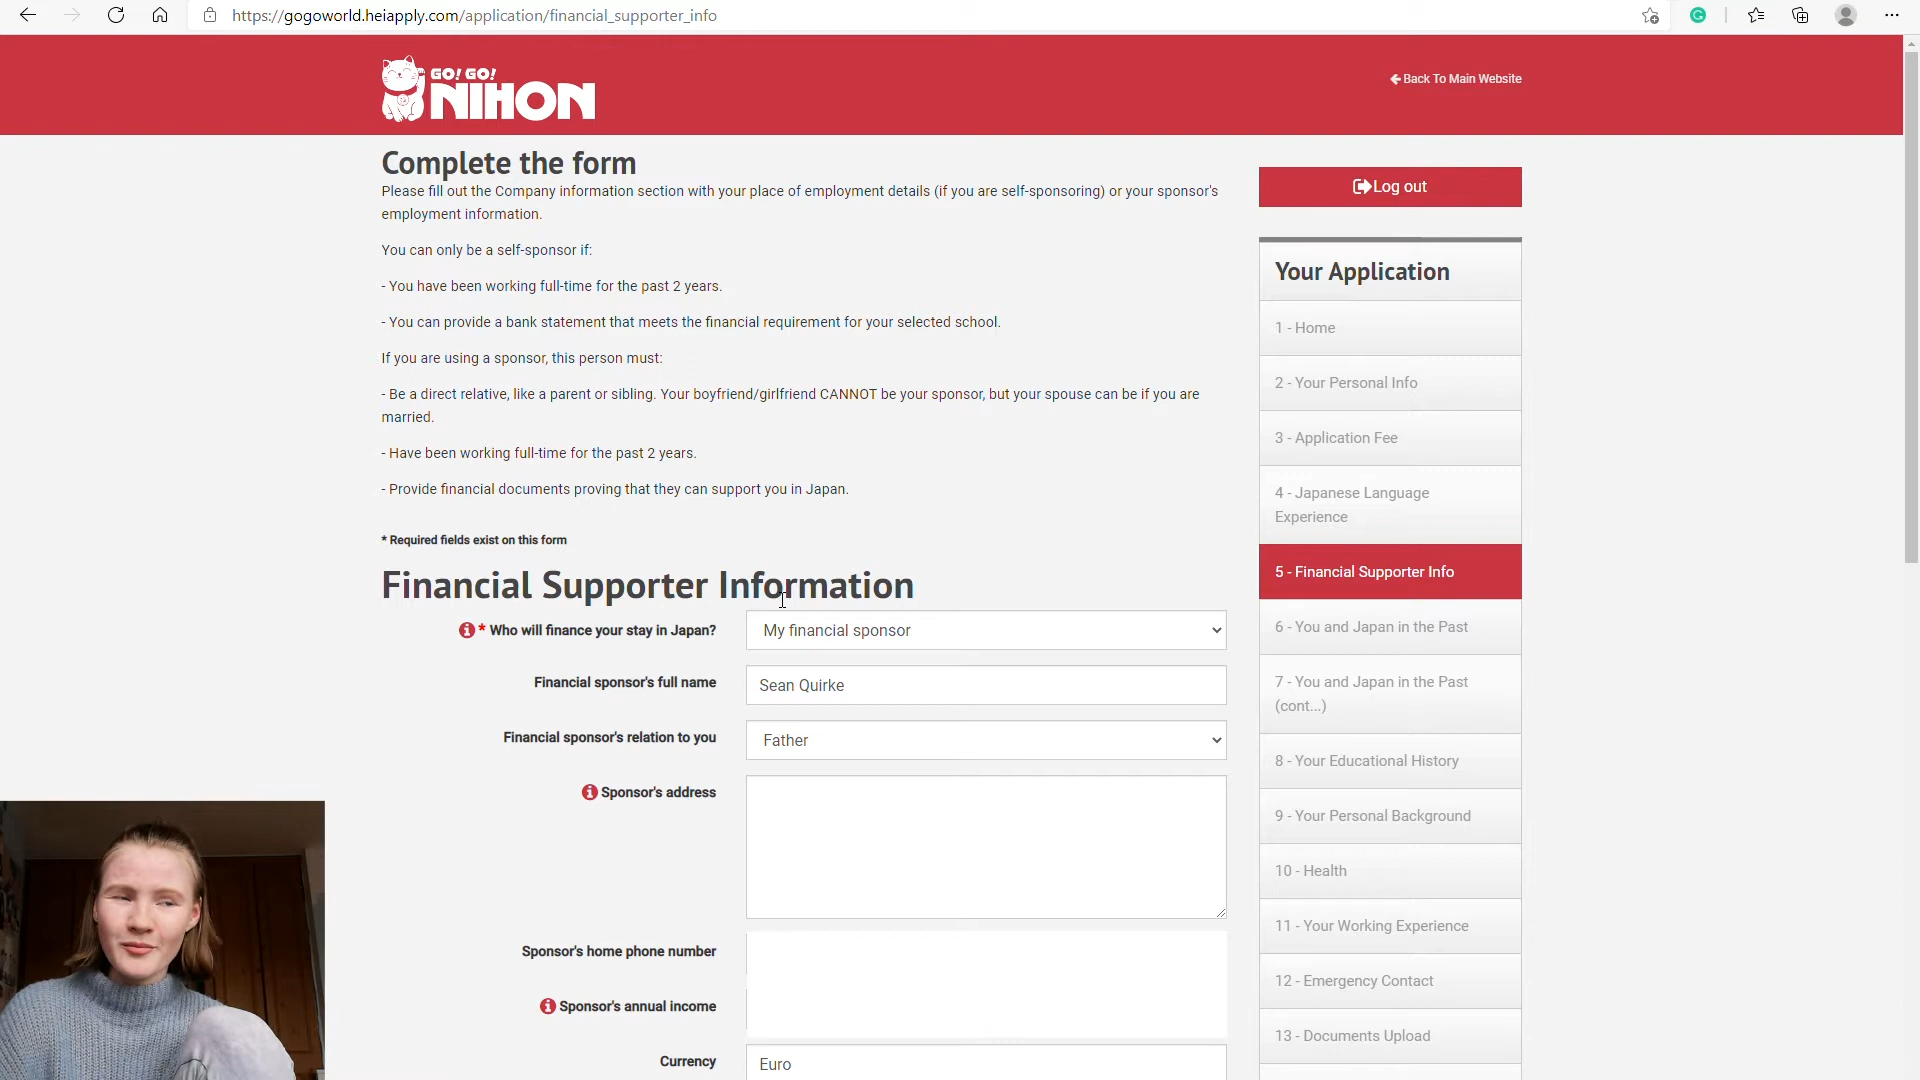 https://gogoworld.heiapply.com/application/financial_supporter_info
GO! GO!
NIHON
Back To Main Website
Complete the form
Please fill out the Company information section with your place of employment details (if you are self-sponsoring) or your sponsor's
employment information.
You can only be a self-sponsor if:
- You have been working full-time for the past 2 years.
- You can provide a bank statement that meets the financial requirement for your selected school.
If you are using a sponsor, this person must:
- Be a direct relative, like a parent or sibling. Your boyfriend/girlfriend CANNOT be your sponsor, but your spouse can be if you are
married.
- Have been working full-time for the past 2 years.
- Provide financial documents proving that they can support you in Japan.
* Required fields exist on this form
Financial Supporter Information
* Who will finance your stay in Japan?
My financial sponsor
Financial sponsor's full name
Sean Quirke
Financial sponsor's relation to you
Father
Sponsor's address
Sponsor's home phone number
Sponsor's annual income
Currency
Euro
Log out
Your Application
1 - Home
2 - Your Personal Info
3 - Application Fee
4 - Japanese Language
Experience
5 - Financial Supporter Info
6 - You and Japan in the Past
7 - You and Japan in the Past
(cont...)
8 - Your Educational History
9 - Your Personal Background
10 - Health
11 - Your Working Experience
12 - Emergency Contact
13 - Documents Upload